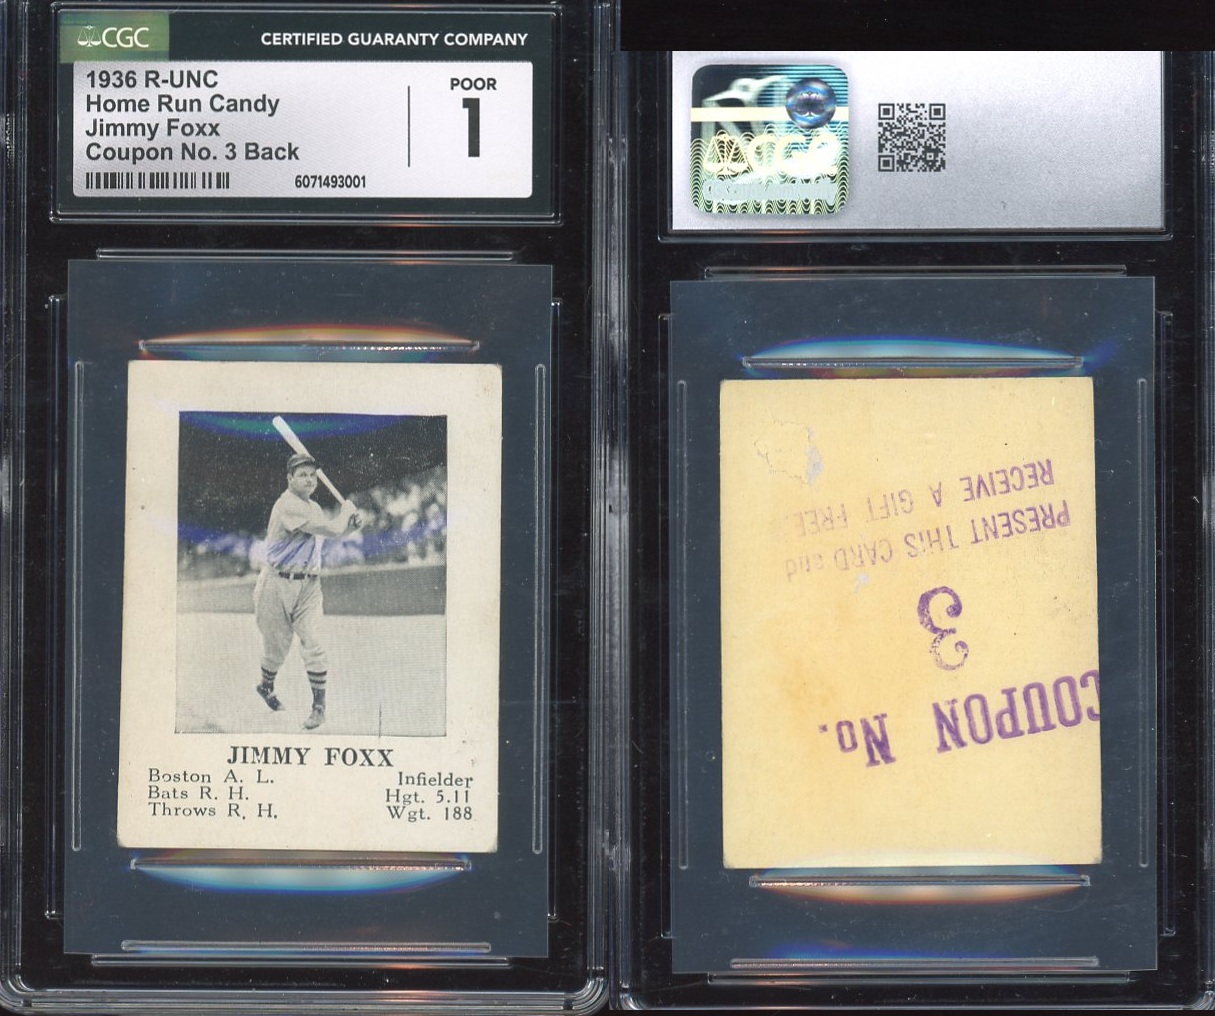 CGC
CERTIFIED GUARANTY COMPANY
1936 R-UNC
Home Run Candy
Jimmy Foxx
Coupon No. 3 Back
6071493001
POOR
1
JIMMY FOXX
Boston A. L.
Bats R. H.
Throws R. H.
Infielder
Hgt. 5.11
Wgt. 188
CGC
COUPON No.
3
PRESENT THIS CARD and
RECEIVE A GIFT FREE.